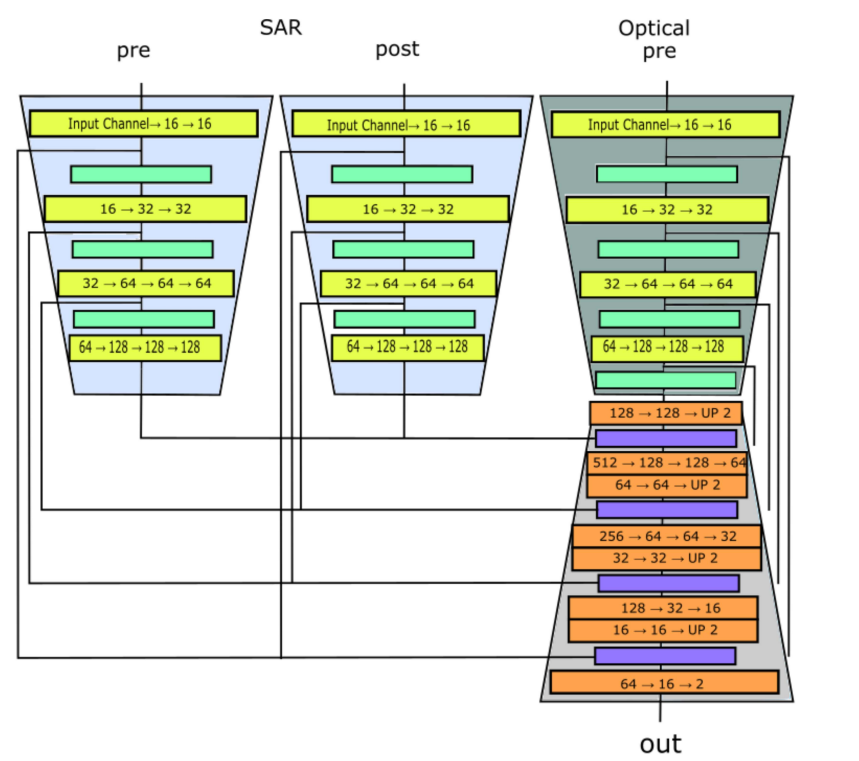 SAR
Optical
pre
post
pre
Input Channel→ 16 → 16
Input Channel→ 16 → 16
Input Channel→ 16 → 16
16 → 32 → 32
16 → 32 → 32
16 → 32 → 32
32 → 64 → 64 → 64
32 → 64 → 64 → 64
32 → 64 → 64 → 64
64 → 128 → 128 → 128
64 → 128 → 128 → 128
64 → 128 → 128 → 128
128 → 128 → UP 2
512 → 128 → 128 → 64
64 → 64 → UP 2
256 → 64 → 64 → 32
32 → 32 → UP 2
128 → 32 → 16
16 → 16 → UP 2
64 → 16 → 2
out